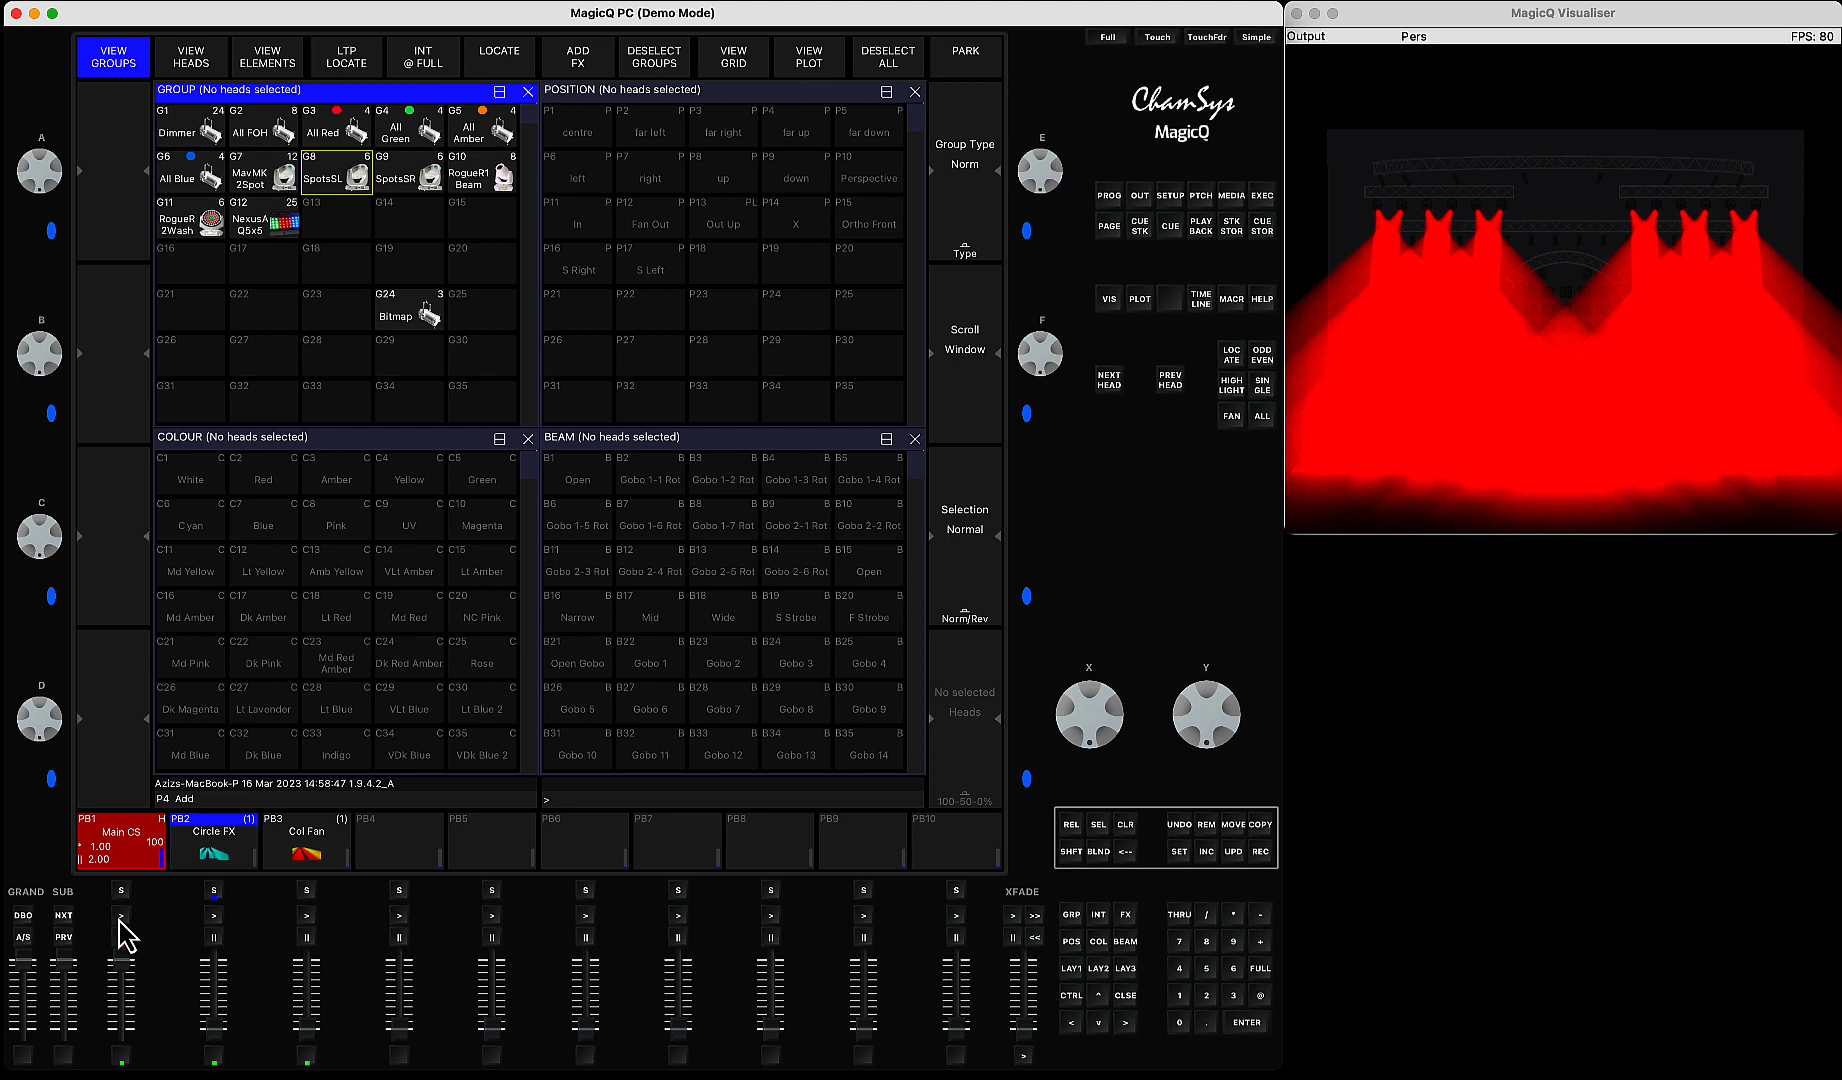 MagicQ PC (Demo Mode)
MagicQ Visualiser
Output Pers FPS: 80
VIEW GROUPS
VIEW HEADS
VIEW ELEMENTS
LTP LOCATE
INT @ FULL
LOCATE
ADD FX
DESELECT GROUPS
VIEW GRID
VIEW PLOT
DESELECT ALL
PARK
Full Touch TouchFdr Simple
ChamSys
MagicQ
GROUP (No heads selected)
G1 24 Dimmer
G2 8 All FOH
G3 4 All Red
G4 4 All Green
G5 4 All Amber
G6 4 All Blue
G7 12 MavMK 2Spot
G8 6 SpotsSL
G9 6 SpotsSR
G10 8 RogueR1 Beam
G11 6 RogueR 2Wash
G12 25 NexusA Q5x5
G13 G14 G15
G16 G17 G18 G19 G20
G21 G22 G23
G24 3 Bitmap
G25
G26 G27 G28 G29 G30
G31 G32 G33 G34 G35
POSITION (No heads selected)
P1 P centre
P2 P far left
P3 P far right
P4 P far up
P5 P far down
P6 P left
P7 P right
P8 P up
P9 P down
P10 P Perspective
P11 P In
P12 P Fan Out
P13 PL Out Up
P14 P X
P15 P Ortho Front
P16 P S Right
P17 P S Left
P18 P19 P20
P21 P22 P23 P24 P25
P26 P27 P28 P29 P30
P31 P32 P33 P34 P35
COLOUR (No heads selected)
C1 C White
C2 C Red
C3 C Amber
C4 C Yellow
C5 C Green
C6 C Cyan
C7 C Blue
C8 C Pink
C9 C UV
C10 C Magenta
C11 C Md Yellow
C12 C Lt Yellow
C13 C Amb Yellow
C14 C VLt Amber
C15 C Lt Amber
C16 C Md Amber
C17 C Dk Amber
C18 C Lt Red
C19 C Md Red
C20 C NC Pink
C21 C Md Pink
C22 C Dk Pink
C23 C Md Red Amber
C24 C Dk Red Amber
C25 C Rose
C26 C Dk Magenta
C27 C Lt Lavender
C28 C Lt Blue
C29 C VLt Blue
C30 C Lt Blue 2
C31 C Md Blue
C32 C Dk Blue
C33 C Indigo
C34 C VDk Blue
C35 C VDk Blue 2
BEAM (No heads selected)
B1 B Open
B2 B Gobo 1-1 Rot
B3 B Gobo 1-2 Rot
B4 B Gobo 1-3 Rot
B5 B Gobo 1-4 Rot
B6 B Gobo 1-5 Rot
B7 B Gobo 1-6 Rot
B8 B Gobo 1-7 Rot
B9 B Gobo 2-1 Rot
B10 B Gobo 2-2 Rot
B11 B Gobo 2-3 Rot
B12 B Gobo 2-4 Rot
B13 B Gobo 2-5 Rot
B14 B Gobo 2-6 Rot
B15 B Open
B16 B Narrow
B17 B Mid
B18 B Wide
B19 B S Strobe
B20 B F Strobe
B21 B Open Gobo
B22 B Gobo 1
B23 B Gobo 2
B24 B Gobo 3
B25 B Gobo 4
B26 B Gobo 5
B27 B Gobo 6
B28 B Gobo 7
B29 B Gobo 8
B30 B Gobo 9
B31 B Gobo 10
B32 B Gobo 11
B33 B Gobo 12
B34 B Gobo 13
B35 B Gobo 14
Group Type
Norm
Type
Scroll
Window
Selection
Normal
Norm/Rev
No selected
Heads
100-50-0%
A
B
C
D
E
F
X Y
PROG OUT SETUP PTCH MEDIA EXEC
PAGE CUE STK CUE PLAY BACK STK STOR CUE STOR
VIS PLOT TIME LINE MACR HELP
LOC ATE ODD EVEN
NEXT HEAD PREV HEAD HIGH LIGHT SIN GLE
FAN ALL
Azizs-MacBook-P 16 Mar 2023 14:58:47 1.9.4.2_A
P4 Add
>
PB1 H Main CS
* 1.00 100
|| 2.00
PB2 (1) Circle FX
PB3 (1) Col Fan
PB4 PB5 PB6 PB7 PB8 PB9 PB10
REL SEL CLR UNDO REM MOVE COPY
SHFT BLND <-- SET INC UPD REC
GRAND SUB S S S S S S S S S S XFADE
DBO NXT > > > > > > > > > > > >>
A/S PRV || || || || || || || || || || <<
>
GRP INT FX THRU / * -
POS COL BEAM 7 8 9 +
LAY1 LAY2 LAY3 4 5 6 FULL
CTRL ^ CLSE 1 2 3 @
< v > 0 . ENTER